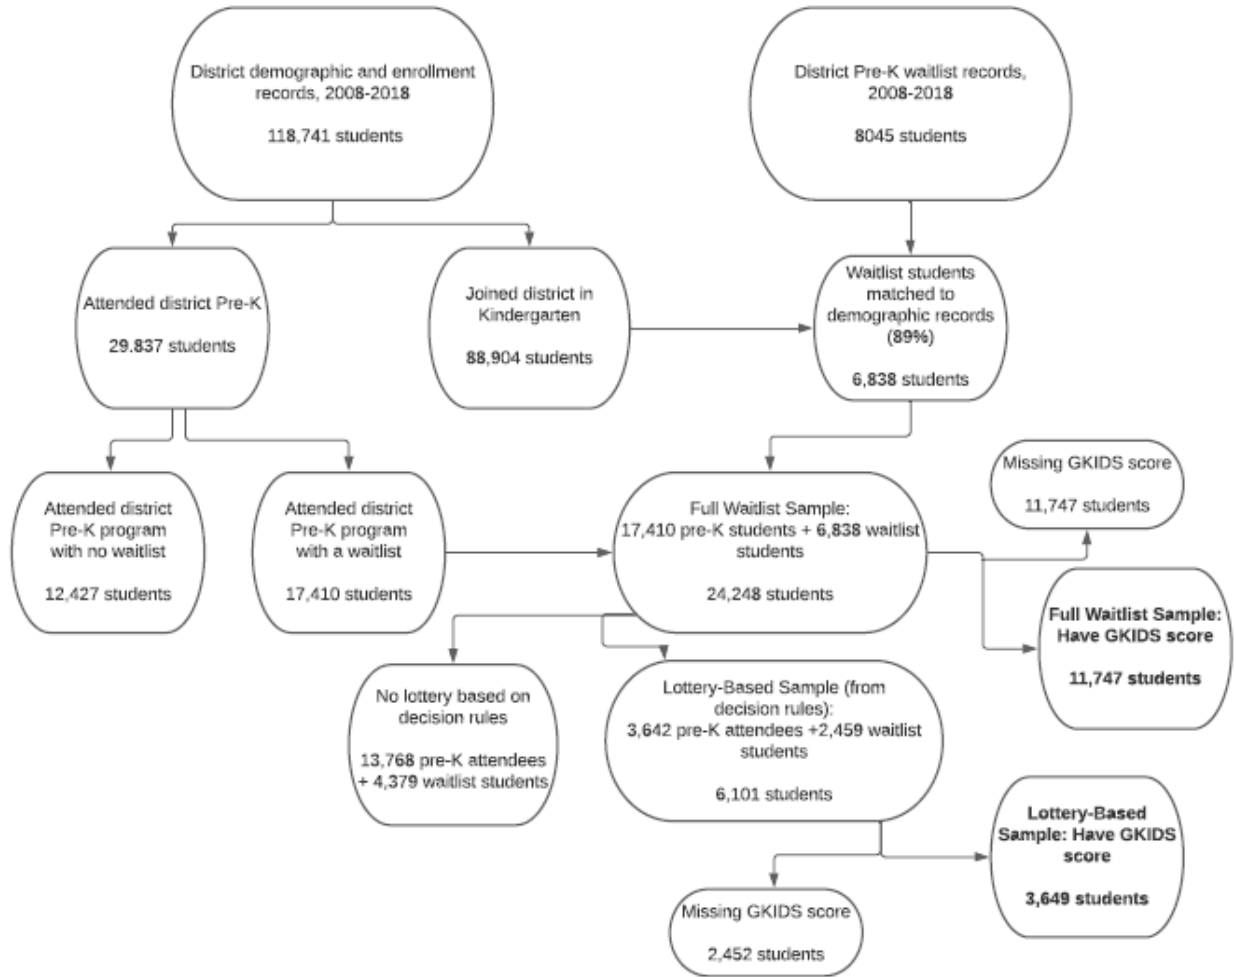 District demographic and enrollment
records, 2008-2018
118,741 students
District Pre-K waitlist records,
2008-2018
8045 students
Attended district Pre-K
29.837 students
Joined district in
Kindergarten
88,904 students
Waitlist students
matched to
demographic records
(89%)
6,838 students
Attended district
Pre-K program
with no waitlist
12,427 students
Attended district
Pre-K program
with a waitlist
17,410 students
Full Waitlist Sample:
17,410 pre-K students + 6,838 waitlist
students
24,248 students
Missing GKIDS score
11,747 students
Full Waitlist Sample:
Have GKIDS score
11,747 students
No lottery based on
decision rules
13,768 pre-K attendees
+ 4,379 waitlist students
Lottery-Based Sample (from
decision rules):
3,642 pre-K attendees +2,459 waitlist
students
6,101 students
Lottery-Based
Sample: Have GKIDS
score
3,649 students
Missing GKIDS score
2,452 students